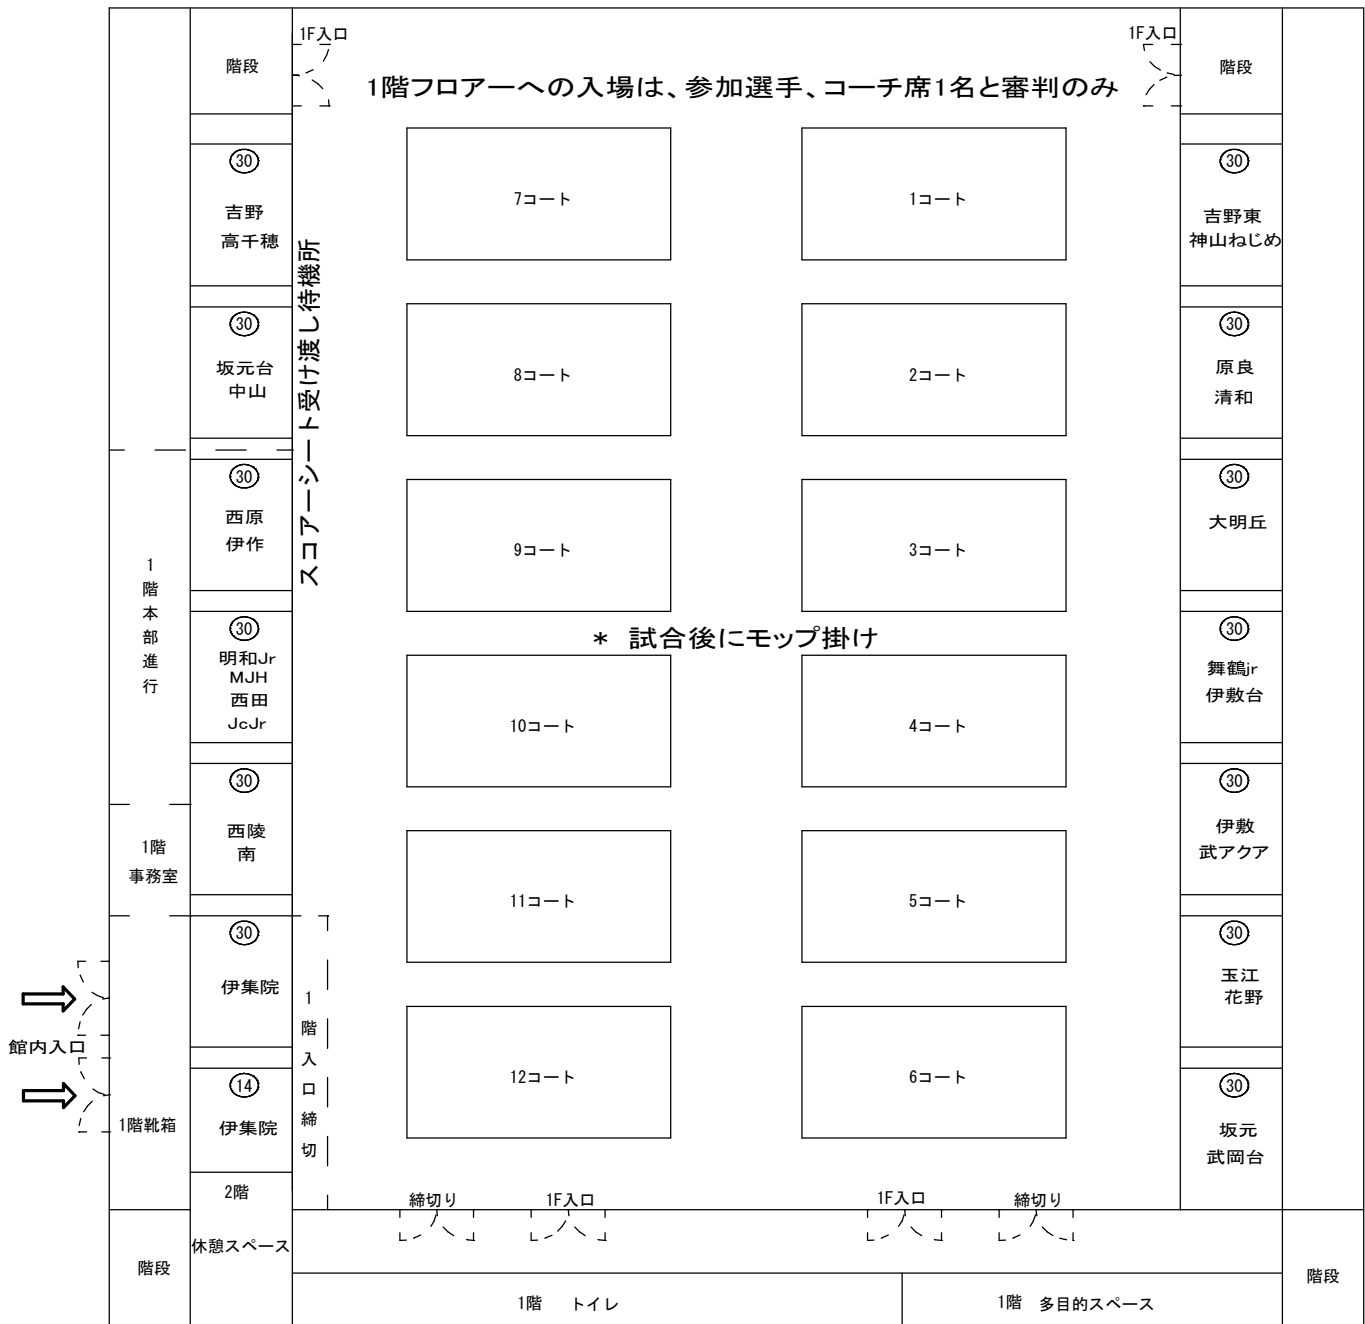 1F入口
1F入口
階段
階段
1階フロアーへの入場は、参加選手、コーチ席1名と審判のみ
30
吉野
高千穂
7コート
1コート
30
吉野東
神山ねじめ
スコアーシート受け渡し待機所
30
坂元台
中山
8コート
2コート
30
原良
清和
30
西原
伊作
9コート
3コート
30
大明丘
1階本部進行
* 試合後にモップ掛け
30
明和Jr
MJH
西田
JcJr
10コート
4コート
30
舞鶴jr
伊敷台
30
西陵
南
1階
事務室
11コート
5コート
30
伊敷
武アクア
30
伊集院
30
玉江
花野
館内入口
1階入口締切
14
伊集院
1階靴箱
12コート
6コート
30
坂元
武岡台
2階
休憩スペース
締切り
1F入口
1F入口
締切り
階段
階段
1階 トイレ
1階 多目的スペース